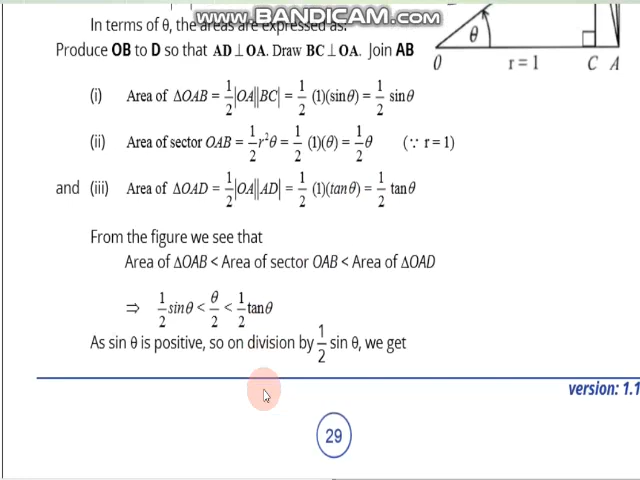 WWW.BANDICAM.COM
In terms of θ, the areas are expressed as:
Produce OB to D so that AD ⊥ OA. Draw BC ⊥ OA. Join AB
θ
O r = 1 C A
(i) Area of ΔOAB = 1/2|OA||BC| = 1/2 (1)(sinθ) = 1/2 sinθ
(ii) Area of sector OAB = 1/2 r²θ = 1/2 (1)(θ) = 1/2 θ (∵ r = 1)
and (iii) Area of ΔOAD = 1/2|OA||AD| = 1/2 (1)(tanθ) = 1/2 tanθ
From the figure we see that
Area of ΔOAB < Area of sector OAB < Area of ΔOAD
⇒ 1/2 sinθ < θ/2 < 1/2 tanθ
As sin θ is positive, so on division by 1/2 sin θ, we get
version: 1.1
29